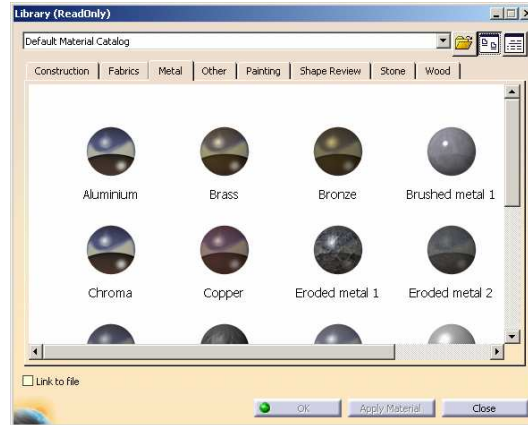 Library (ReadOnly)
Default Material Catalog
Construction Fabrics Metal Other Painting Shape Review Stone Wood
Aluminium Brass Bronze Brushed metal 1
Chroma Copper Eroded metal 1 Eroded metal 2
Link to file
OK Apply Material Close